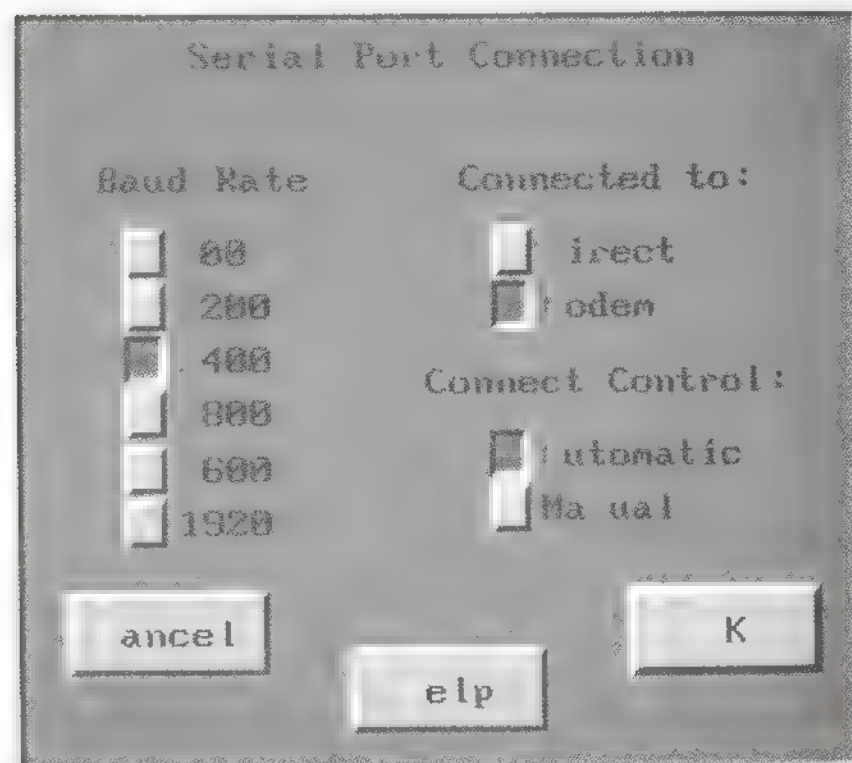 Serial Port Connection
Baud Rate
00
200
400
800
600
1920
Connected to:
irect
odem
Connect Control:
utomatic
Ma ual
ancel
elp
K